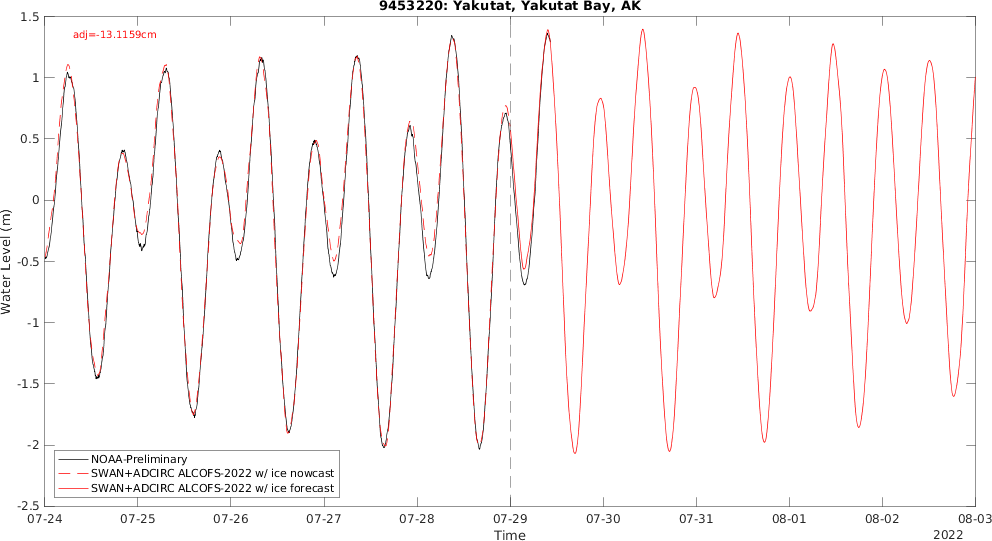 9453220: Yakutat, Yakutat Bay, AK
adj=-13.1159cm
1.5
1
0.5
0
-0.5
-1
-1.5
-2
-2.5
Water Level (m)
NOAA-Preliminary
SWAN+ADCIRC ALCOFS-2022 w/ ice nowcast
SWAN+ADCIRC ALCOFS-2022 w/ ice forecast
07-24 07-25 07-26 07-27 07-28 07-29 07-30 07-31 08-01 08-02 08-03
Time
2022